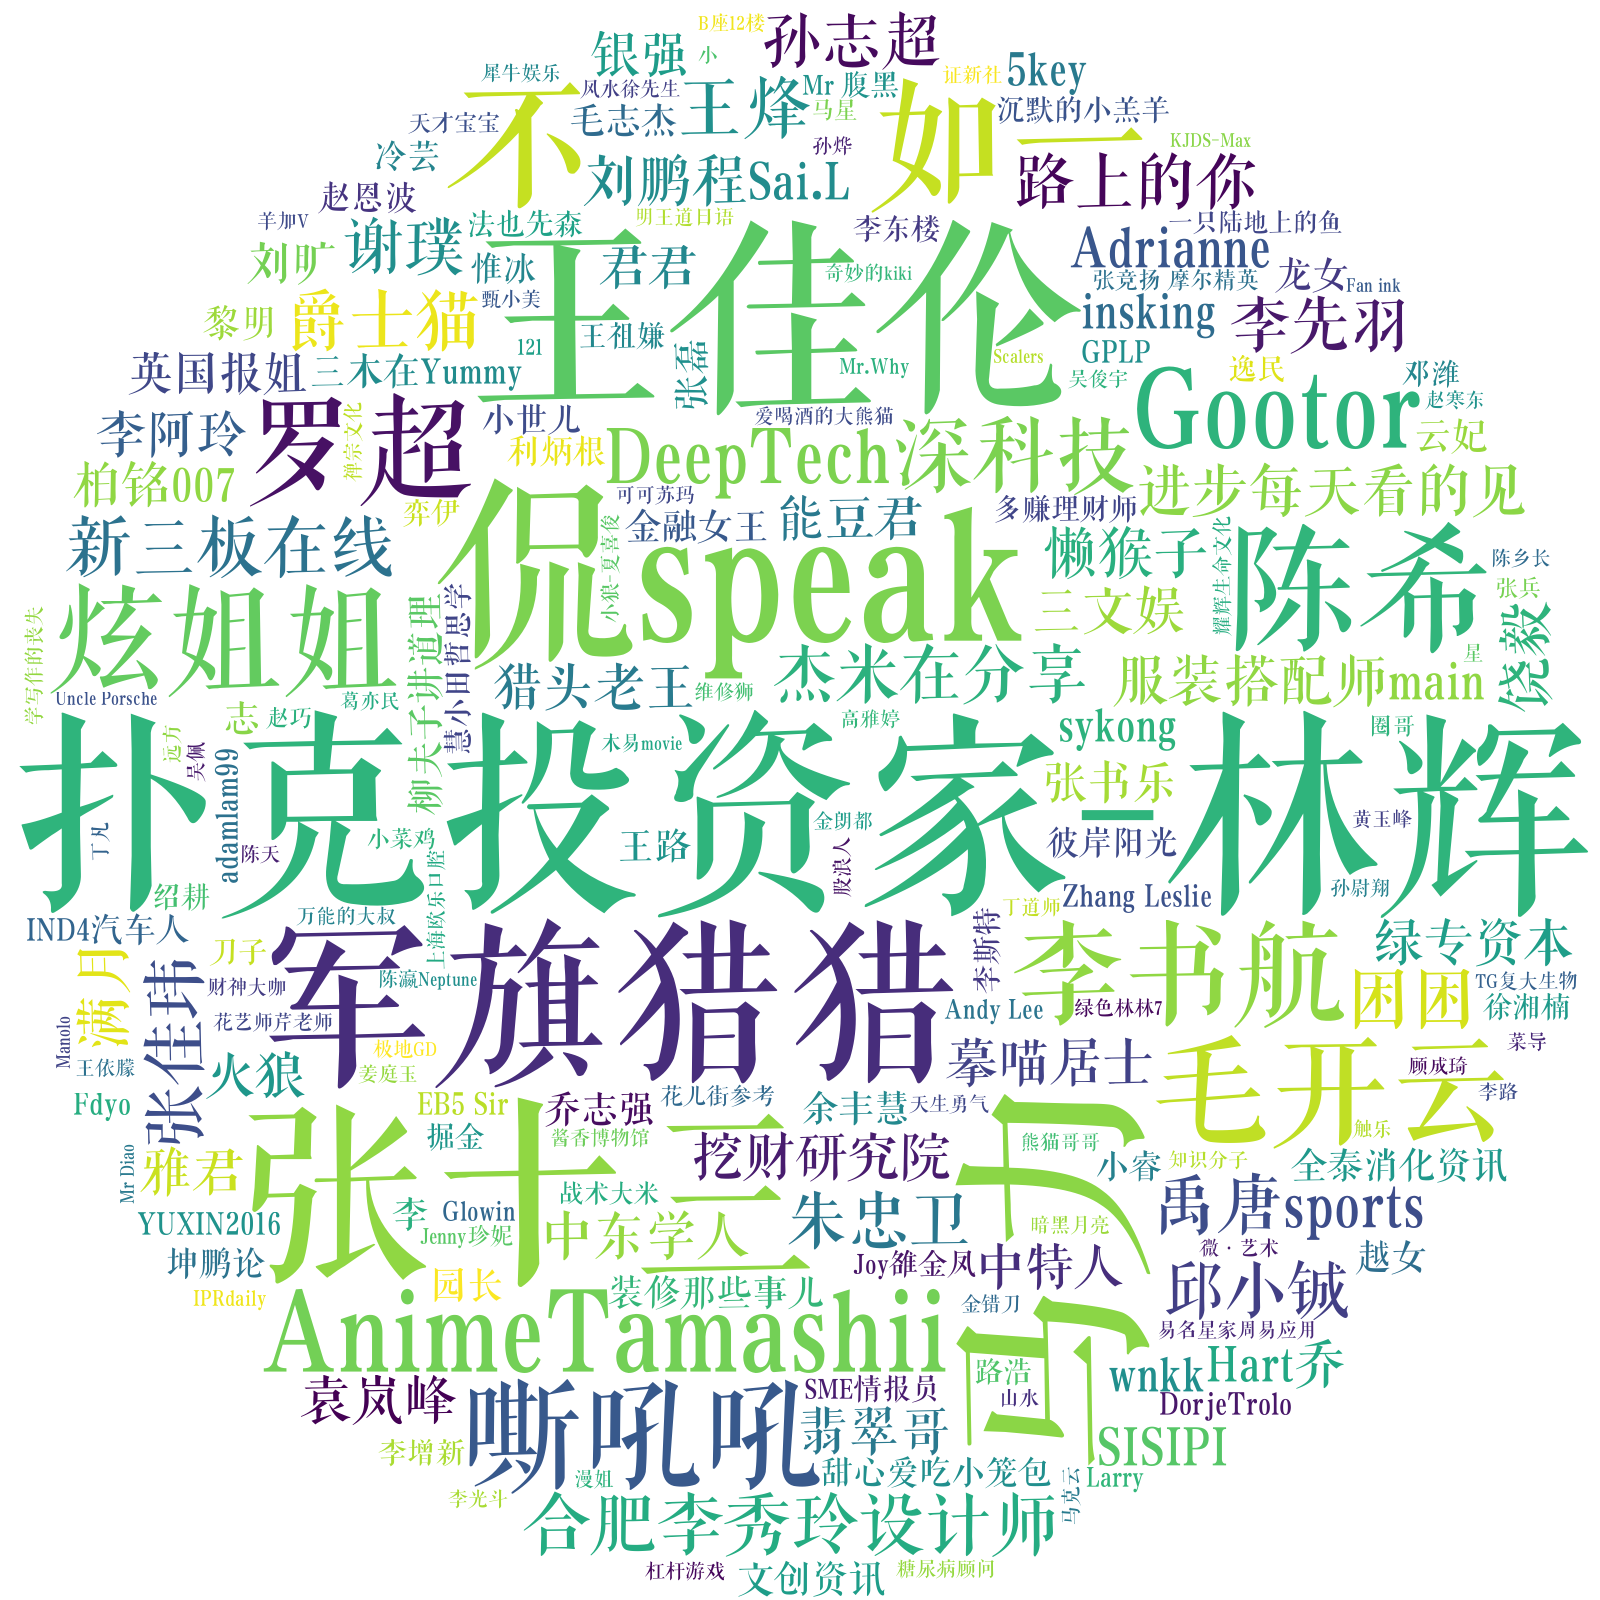 B座12楼
孙志超
银强
小
5key
犀牛娱乐
不如一
风水徐先生
王烽
Mr 腹黑
证新社
天才宝宝
毛志杰
马星
沉默的小羔羊
冷芸
孙烨
KJDS-Max
刘鹏程Sai.L
路上的你
赵恩波
羊加V
谢璞
法也先森
明王道日语
李东楼
一只陆地上的鱼
刘旷
惟冰
君君
王佳伦
Adrianne
奇妙的kiki
张竞扬 摩尔精英
龙女
Fan ink
黎明
爵士猫
甄小美
insking
李先羽
121
王祖嫌
张磊
Mr.Why
Scalers
GPLP
英国报姐
三木在Yummy
吴俊宇
逸民
邓潍
赵寒东
李阿玲
罗超
禅宗文化
小世儿
爱喝酒的大熊猫
Gootor
云妃
利炳根
DeepTech深科技
柏铭007
弈伊
可可苏玛
进步每天看的见
新三板在线
侃speak
小狼-夏喜俊
金融女王
能豆君
多赚理财师
懒猴子
耀辉生命文化
陈希
陈乡长
炫姐姐
柳夫子讲道理
慧小田哲思学
三文娱
张兵
饶毅
学写作的丧失
猎头老王
维修狮
杰米在分享
服装搭配师main
星
Uncle Porsche
葛亦民
志
赵巧
高雅婷
sykong
圈哥
远方
吴佩
扑克投资家—林辉
木易movie
张书乐
adamlam99
丁凡
陈天
小菜鸡
上海欧乐口腔
王路
金朗都
股浪人
彼岸阳光
黄玉峰
绍耕
万能的大叔
丁道师
Zhang Leslie
孙尉翔
IND4汽车人
刀子
军旗猎猎
李斯特
李书航
绿专资本
满月
张佳玮
财神大咖
陈瀛Neptune
困困
TG复大生物
花艺师芹老师
Andy Lee
绿色林林7
徐湘楠
Manolo
王依朦
火狼
极地GD
姜庭玉
摹喵居士
毛开云
菜导
顾成琦
李路
Fdyo
EB5 Sir
乔志强
花儿街参考
余丰慧
天生勇气
掘金
张十三
酱香博物馆
挖财研究院
司力
熊猫哥哥
触乐
Mr Diao
雅君
小睿
知识分子
全泰消化资讯
战术大米
YUXIN2016
李
Glowin
Jenny珍妮
中东学人
朱忠卫
暗黑月亮
禹唐sports
坤鹏论
Joy雒金凤
中特人
微·艺术
越女
IPRdaily
园长
装修那些事儿
金错刀
邱小铖
AnimeTamashii
易名星家周易应用
路浩
wnkk
Hart乔
袁岚峰
嘶吼吼
SME情报员
山水
DorjeTrolo
翡翠哥
李增新
漫姐
甜心爱吃小笼包
SISIPI
Larry
李光斗
马克云
合肥李秀玲设计师
杠杆游戏
文创资讯
糖尿病顾问